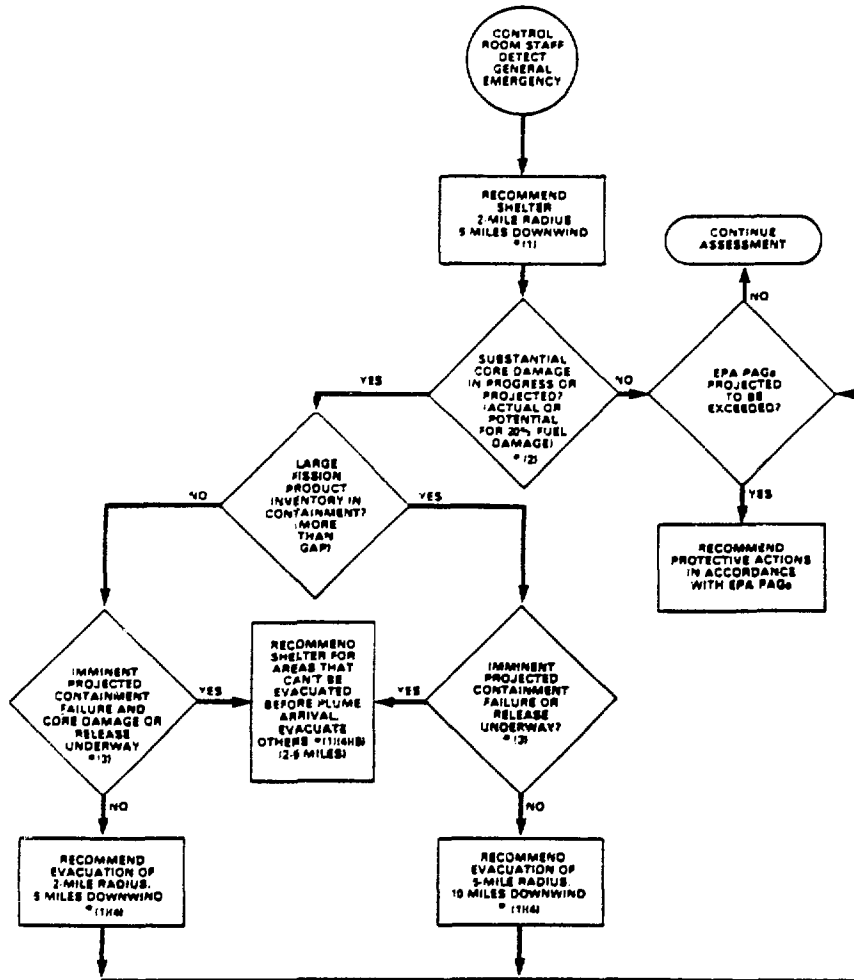 CONTROL
ROOM STAFF
DETECT
GENERAL
EMERGENCY
RECOMMEND
SHELTER
2-MILE RADIUS
5 MILES DOWNWIND
*(1)
CONTINUE
ASSESSMENT
NO
SUBSTANTIAL
CORE DAMAGE
IN PROGRESS OR
PROJECTED?
(ACTUAL OR
POTENTIAL
FOR 20% FUEL
DAMAGE)
*(2)
YES
NO
EPA PAGs
PROJECTED
TO BE
EXCEEDED?
YES
RECOMMEND
PROTECTIVE ACTIONS
IN ACCORDANCE
WITH EPA PAGs
LARGE
FISSION
PRODUCT
INVENTORY IN
CONTAINMENT?
(MORE
THAN
GAP)
NO
YES
IMMINENT
PROJECTED
CONTAINMENT
FAILURE AND
CORE DAMAGE OR
RELEASE
UNDERWAY
*(3)
YES
RECOMMEND
SHELTER FOR
AREAS THAT
CAN'T BE
EVACUATED
BEFORE PLUME
ARRIVAL,
EVACUATE
OTHERS
(2-5 MILES)
YES
IMMINENT
PROJECTED
CONTAINMENT
FAILURE OR
RELEASE
UNDERWAY?
*(3)
NO
NO
RECOMMEND
EVACUATION OF
2-MILE RADIUS.
5 MILES DOWNWIND
RECOMMEND
EVACUATION OF
5-MILE RADIUS.
10 MILES DOWNWIND